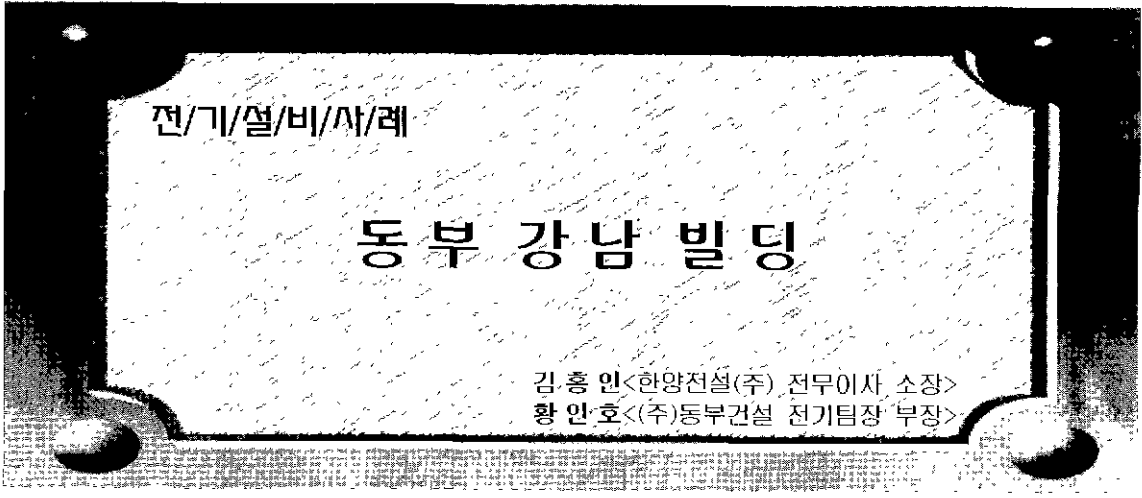 전/기/설/비/사/례
동부 강남 빌딩
김 홍 인<한양전설(주) 전무이사 소장>
황 인 호<(주)동부건설 전기팀장 부장>